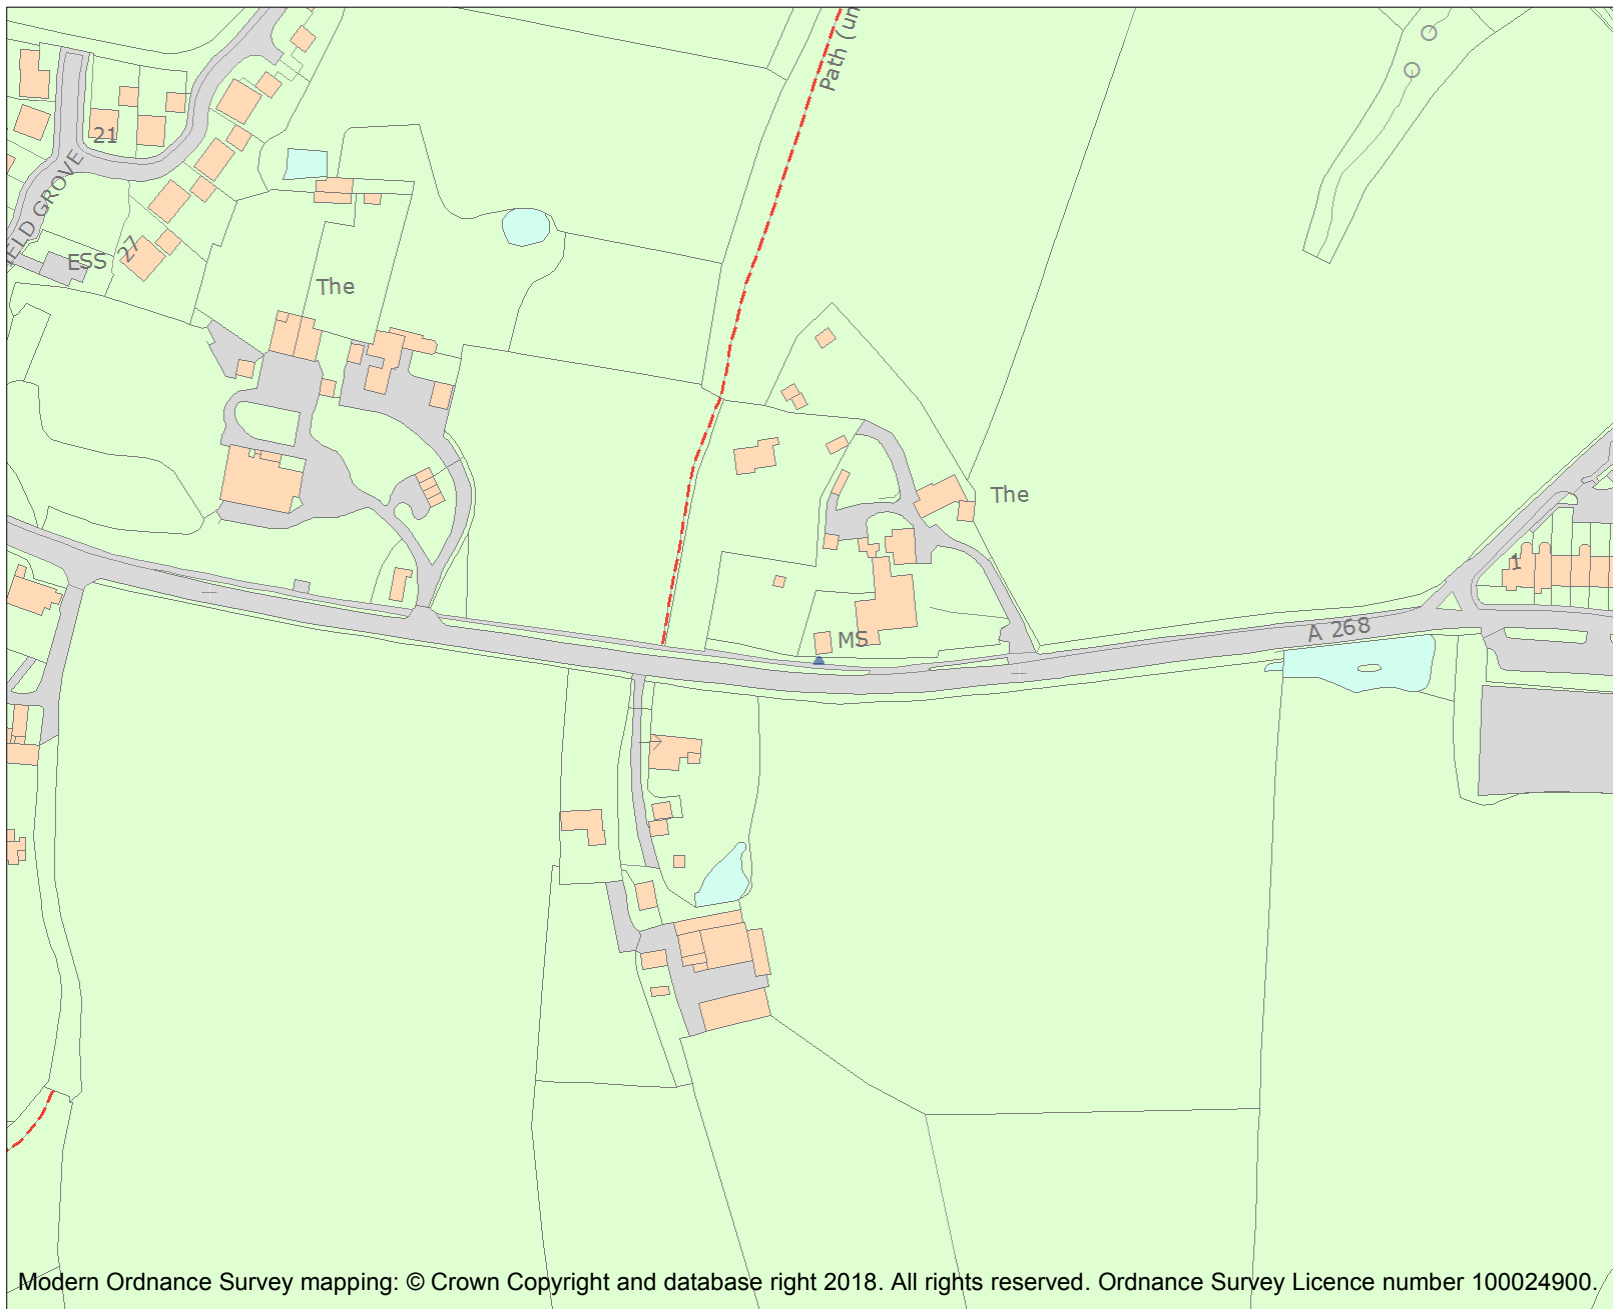 Path (un
21
ELD GROVE
27
ESS
The
The
1
A 268
MS
Modern Ordnance Survey mapping: © Crown Copyright and database right 2018. All rights reserved. Ordnance Survey Licence number 100024900.